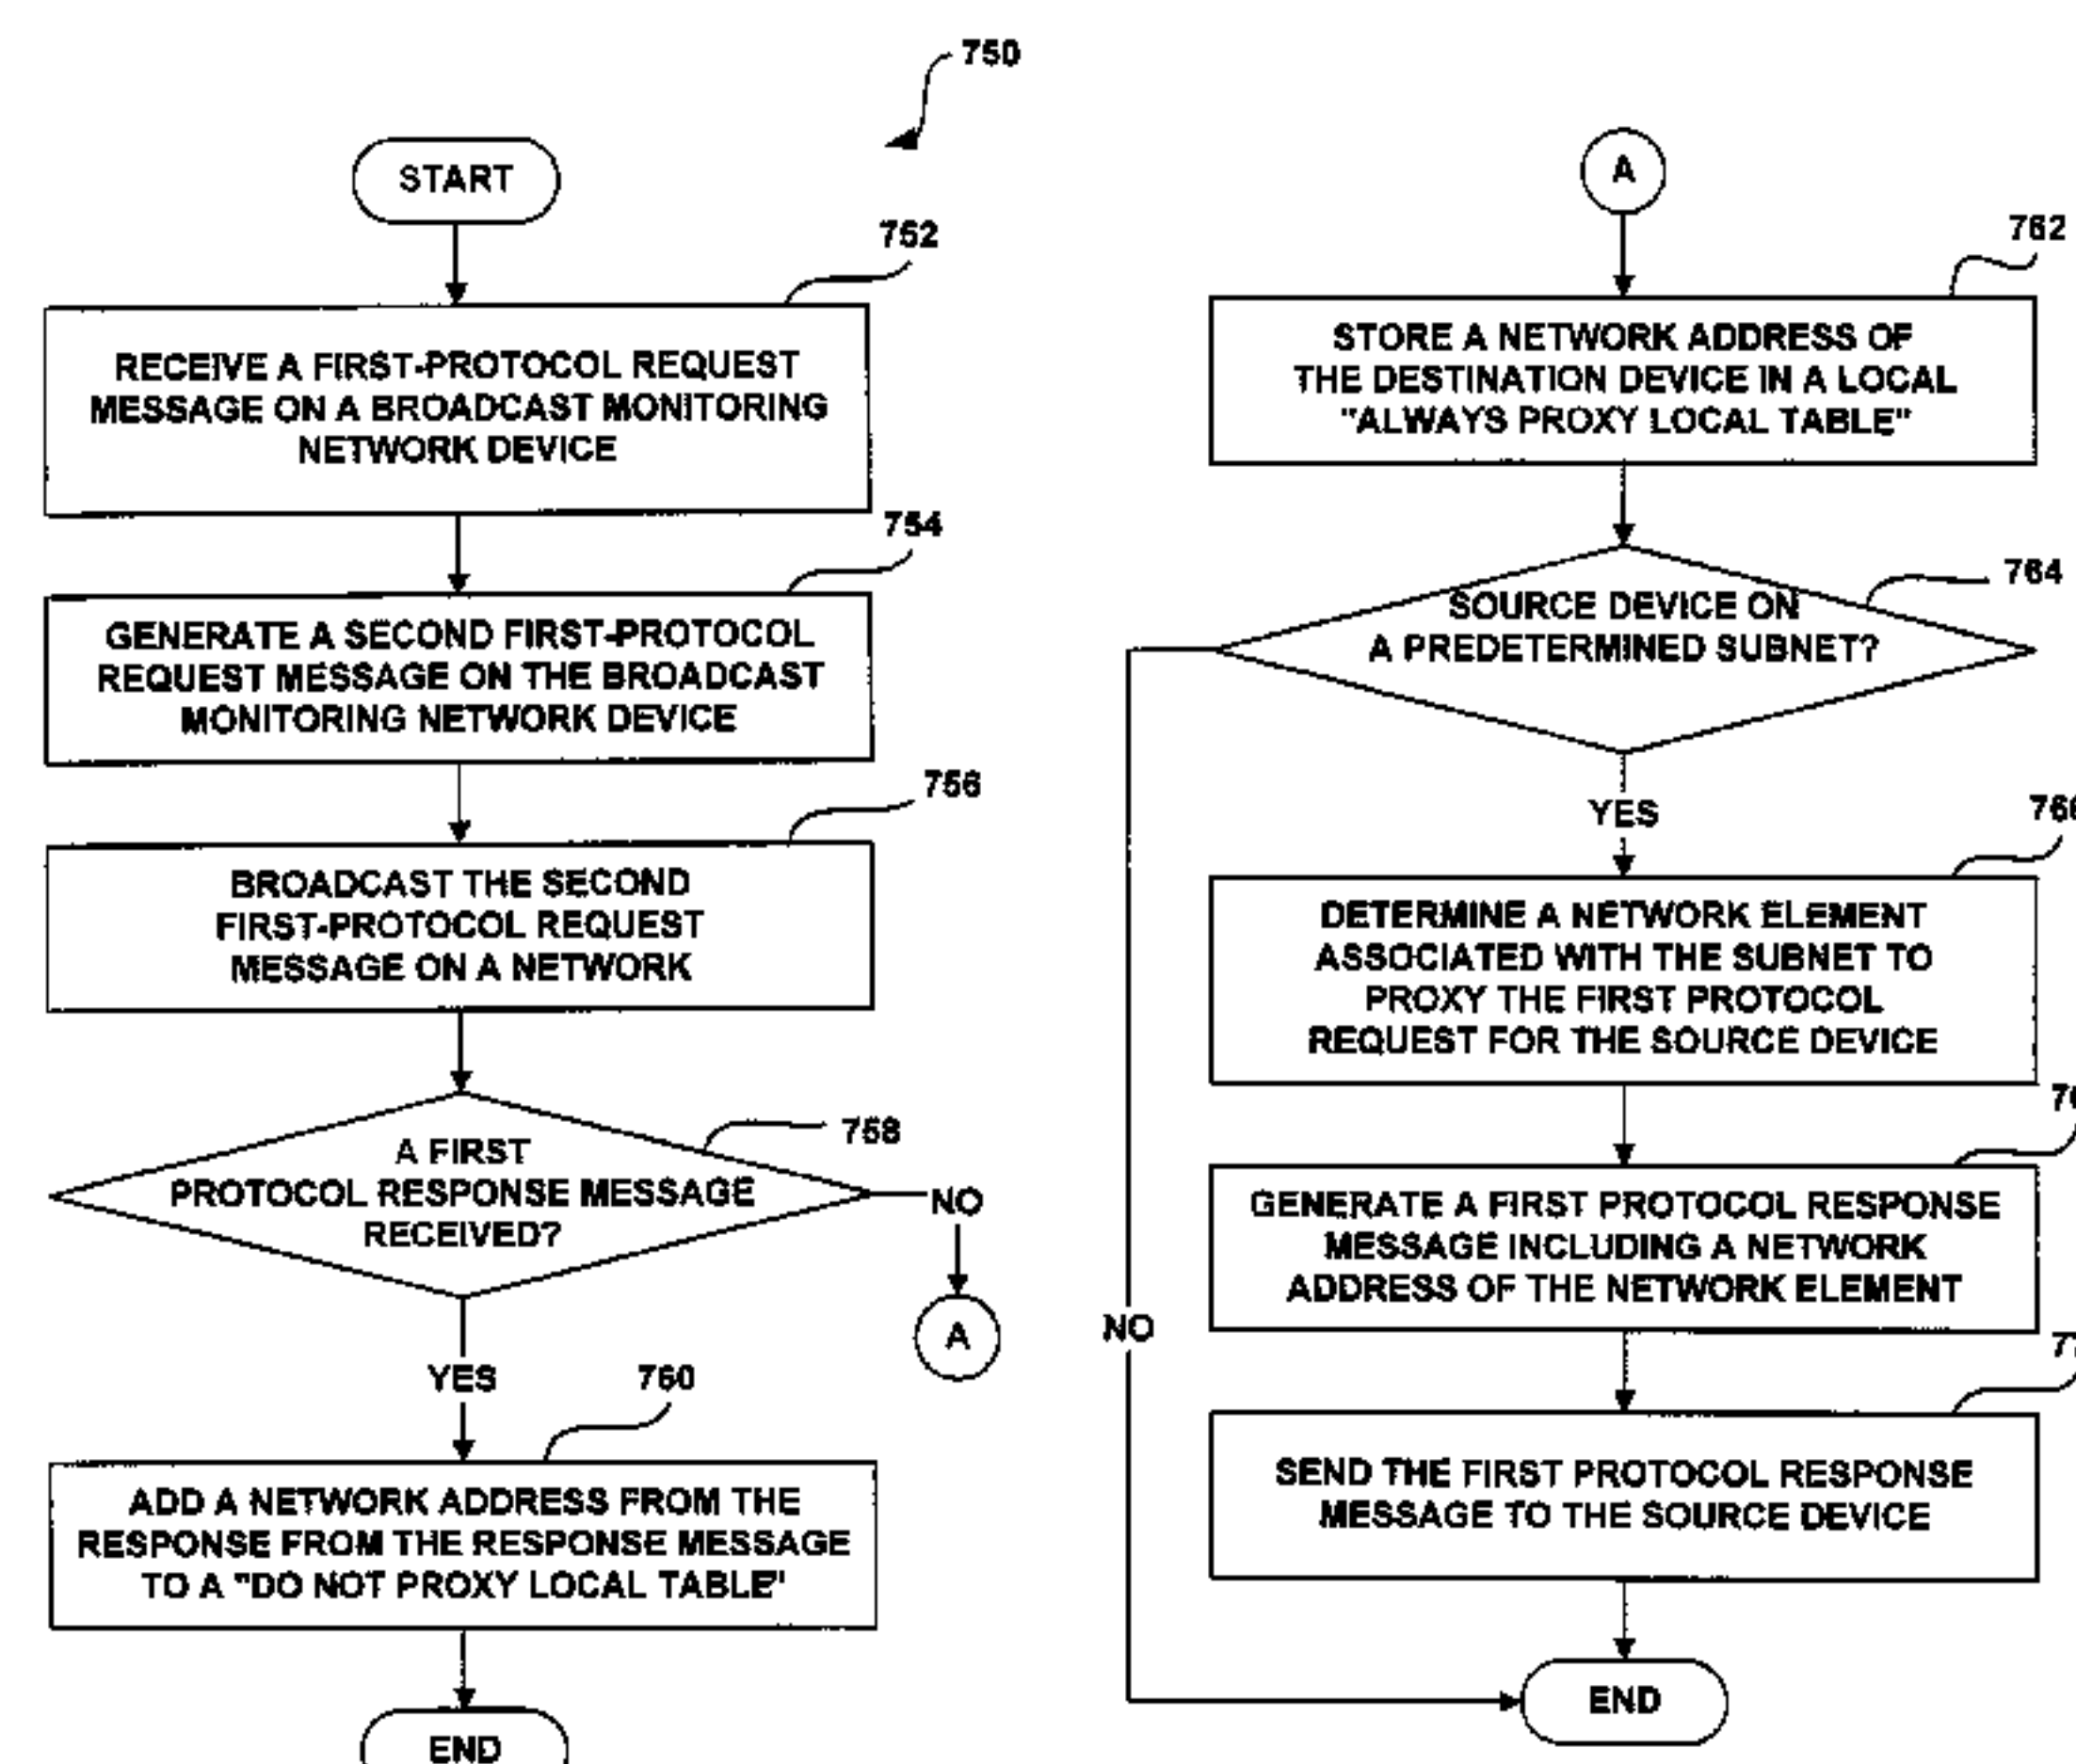 750
START
752
RECEIVE A FIRST-PROTOCOL REQUEST
MESSAGE ON A BROADCAST MONITORING
NETWORK DEVICE
754
GENERATE A SECOND FIRST-PROTOCOL
REQUEST MESSAGE ON THE BROADCAST
MONITORING NETWORK DEVICE
756
BROADCAST THE SECOND
FIRST-PROTOCOL REQUEST
MESSAGE ON A NETWORK
758
A FIRST
PROTOCOL RESPONSE MESSAGE
RECEIVED?
NO
A
YES
760
ADD A NETWORK ADDRESS FROM THE
RESPONSE FROM THE RESPONSE MESSAGE
TO A "DO NOT PROXY LOCAL TABLE"
END
A
762
STORE A NETWORK ADDRESS OF
THE DESTINATION DEVICE IN A LOCAL
"ALWAYS PROXY LOCAL TABLE"
764
SOURCE DEVICE ON
A PREDETERMINED SUBNET?
YES
NO
DETERMINE A NETWORK ELEMENT
ASSOCIATED WITH THE SUBNET TO
PROXY THE FIRST PROTOCOL
REQUEST FOR THE SOURCE DEVICE
GENERATE A FIRST PROTOCOL RESPONSE
MESSAGE INCLUDING A NETWORK
ADDRESS OF THE NETWORK ELEMENT
SEND THE FIRST PROTOCOL RESPONSE
MESSAGE TO THE SOURCE DEVICE
END